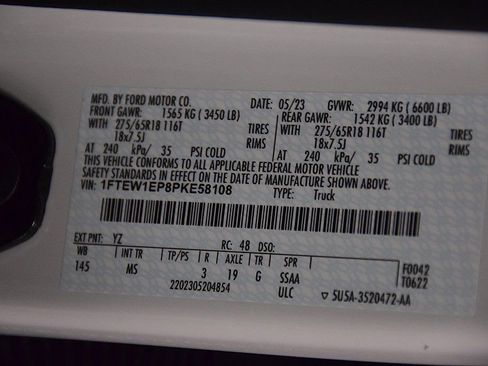 MFD. BY FORD MOTOR CO. DATE: 05/23 GVWR: 2994 KG (6600 LB)
FRONT GAWR: 1565 KG (3450 LB) REAR GAWR: 1542 KG (3400 LB)
WITH 275/65R18 116T TIRES WITH 275/65R18 116T TIRES
18x7.5J RIMS 18x7.5J RIMS
AT 240 kPa/ 35 PSI COLD AT 240 kPa/ 35 PSI COLD
THIS VEHICLE CONFORMS TO ALL APPLICABLE FEDERAL MOTOR VEHICLE
SAFETY STANDARDS IN EFFECT ON THE DATE OF MANUFACTURE SHOWN ABOVE.
VIN: 1FTEW1EP8PKE58108 TYPE: Truck
EXT PNT: YZ RC: 48 DSO:
WB INT TR TP/PS R AXLE TR SPR F0042
145 MS 3 19 G SSAA T0622
2202305204854 ULC ▽ 5U5A-3520472-AA